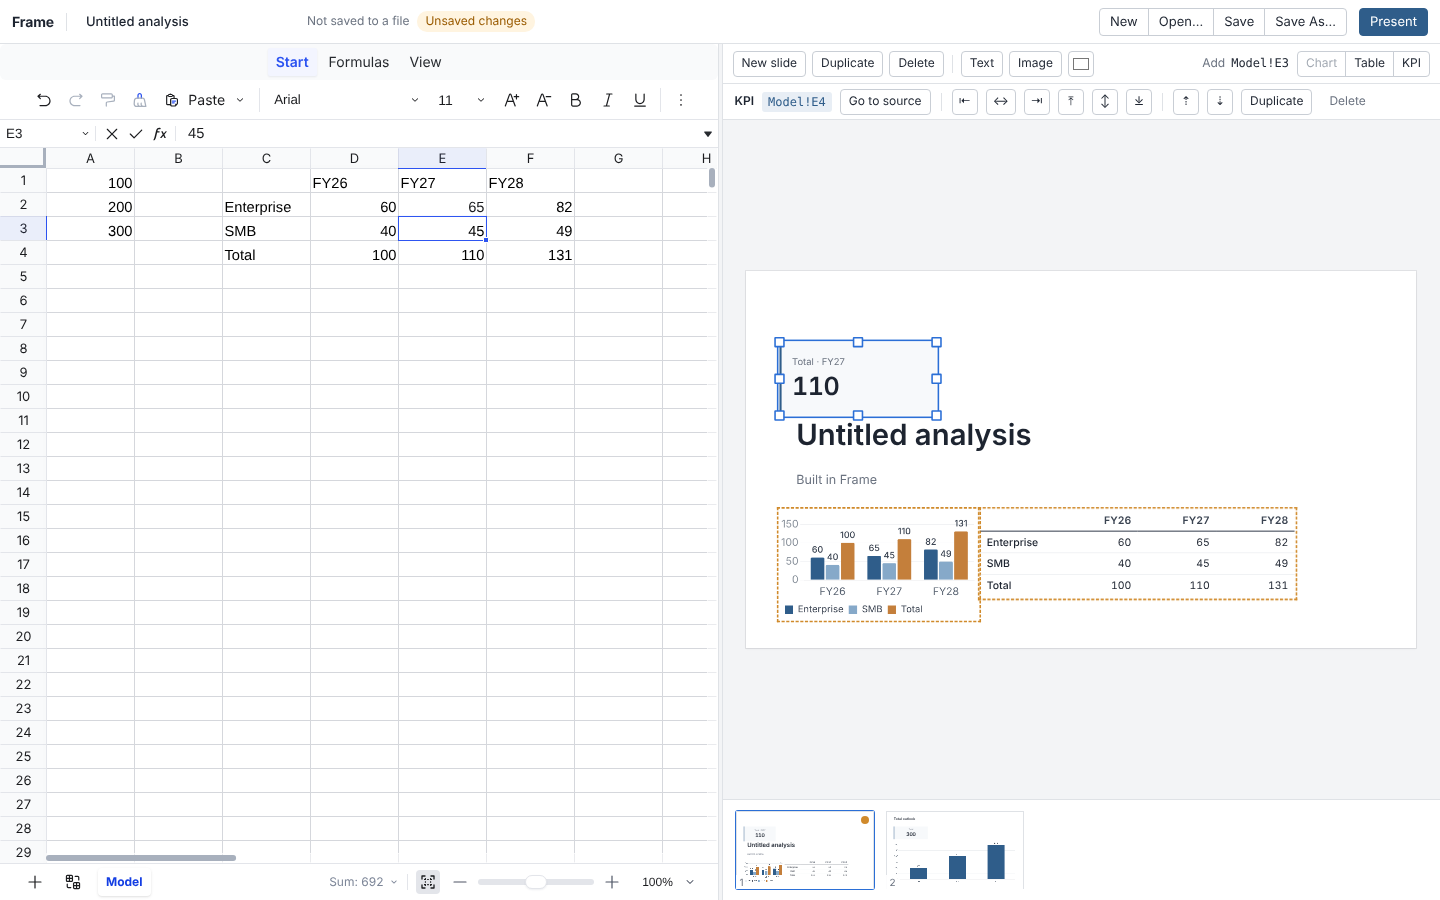 Frame Untitled analysis Not saved to a file Unsaved changes New Open... Save Save As... Present
Start Formulas View
New slide Duplicate Delete Text Image Add Model!E3 Chart Table KPI
Paste Arial 11 B I U
KPI Model!E4 Go to source Duplicate Delete
E3 fx 45
A B C D E F G H
1 100 FY26 FY27 FY28
2 200 Enterprise 60 65 82
3 300 SMB 40 45 49
4 Total 100 110 131
5
6
7
8
9
10
11
12
13
14
15
16
17
18
19
20
21
22
23
24
25
26
27
28
29
Total · FY27
110
Untitled analysis
Built in Frame
150
100
50
0
60 40 100 65 45 110 82 49 131
FY26 FY27 FY28
Enterprise SMB Total
FY26 FY27 FY28
Enterprise 60 65 82
SMB 40 45 49
Total 100 110 131
110
Untitled analysis
1
Total outlook
300
2
Model Sum: 692 100%